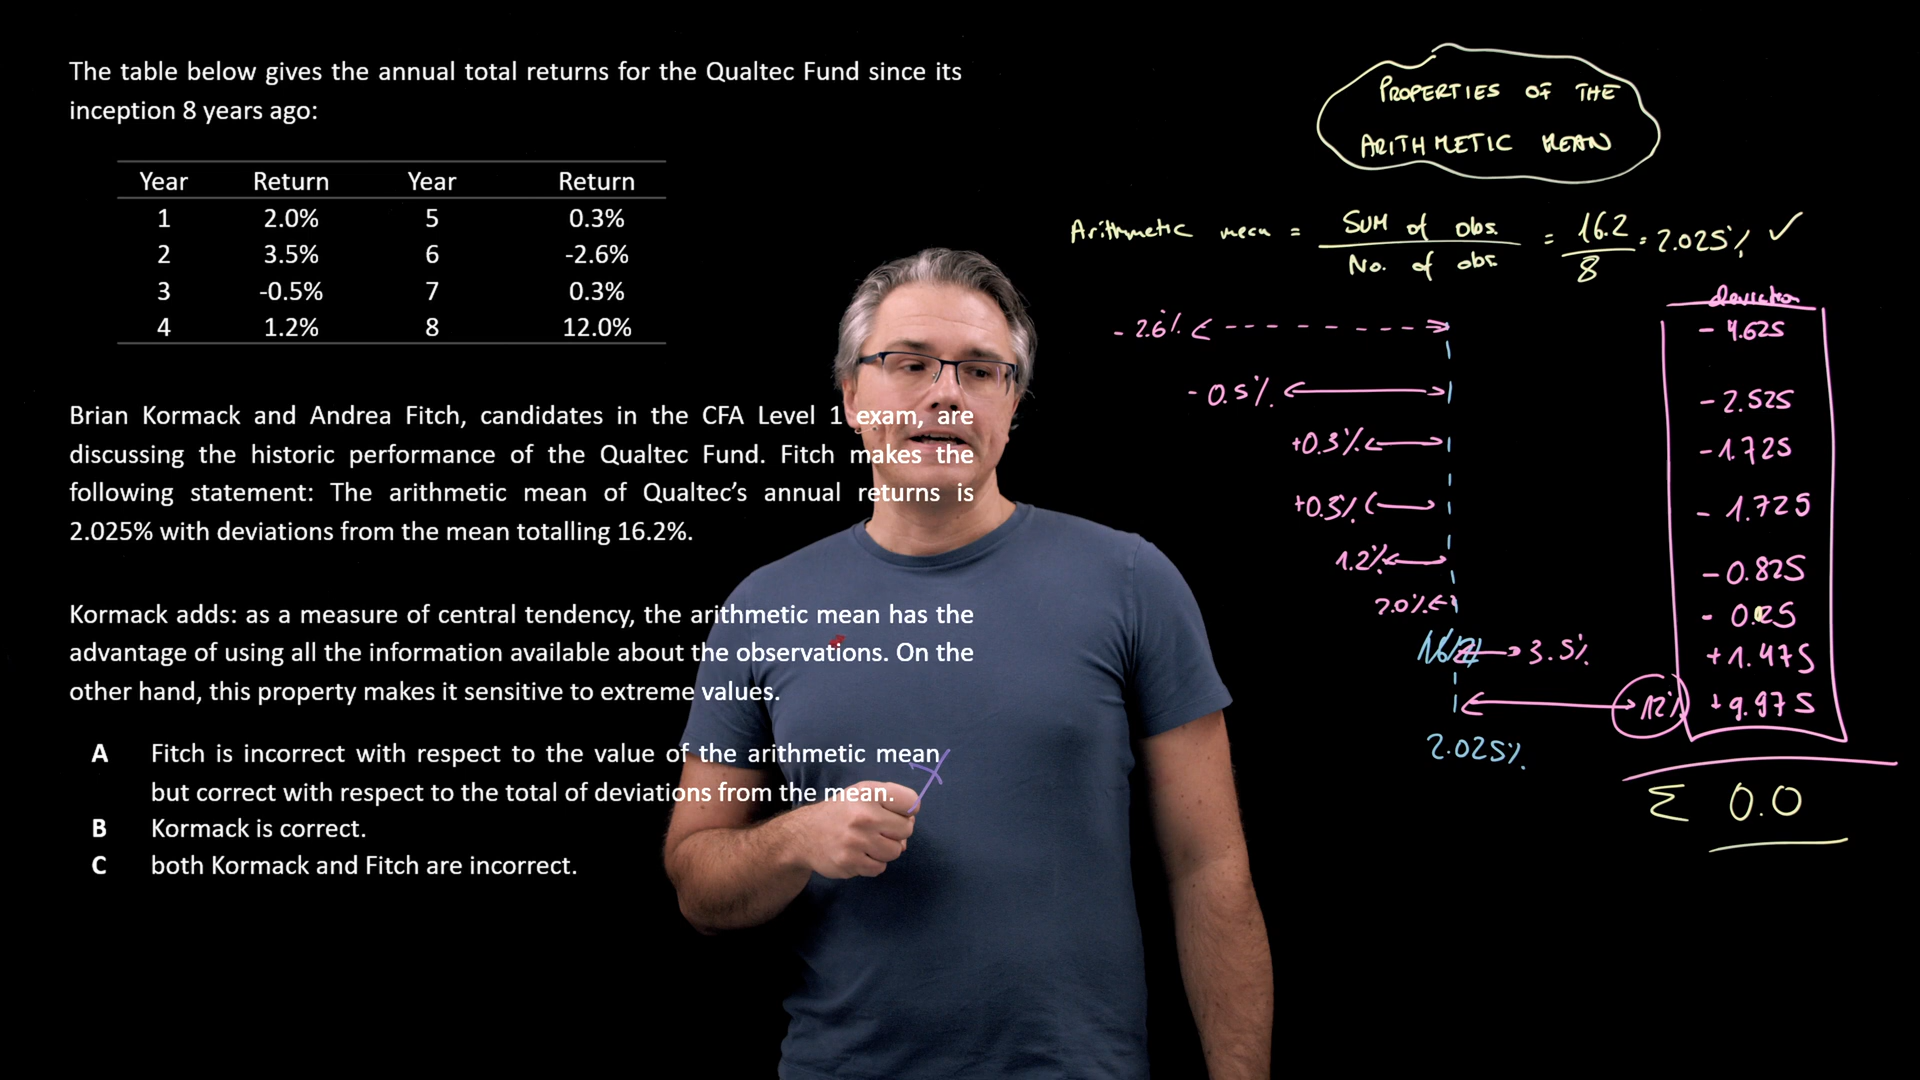 The table below gives the annual total returns for the Qualtec Fund since its
inception 8 years ago:
Year Return Year Return
1 2.0% 5 0.3%
2 3.5% 6 -2.6%
3 -0.5% 7 0.3%
4 1.2% 8 12.0%
Brian Kormack and Andrea Fitch, candidates in the CFA Level 1 exam, are
discussing the historic performance of the Qualtec Fund. Fitch makes the
following statement: The arithmetic mean of Qualtec’s annual returns is
2.025% with deviations from the mean totalling 16.2%.
Kormack adds: as a measure of central tendency, the arithmetic mean has the
advantage of using all the information available about the observations. On the
other hand, this property makes it sensitive to extreme values.
A Fitch is incorrect with respect to the value of the arithmetic mean
but correct with respect to the total of deviations from the mean.
B Kormack is correct.
C both Kormack and Fitch are incorrect.
PROPERTIES OF THE
ARITHMETIC MEAN
Arithmetic mean = SUM of obs. / No. of obs. = 16.2 / 8 = 2.025% ✓
deviation
-2.6% -4.625
-0.5% -2.525
+0.3% -1.725
+0.3% -1.725
1.2% -0.825
2.0% -0.025
3.5% +1.475
12% +9.975
2.025%
Σ 0.0